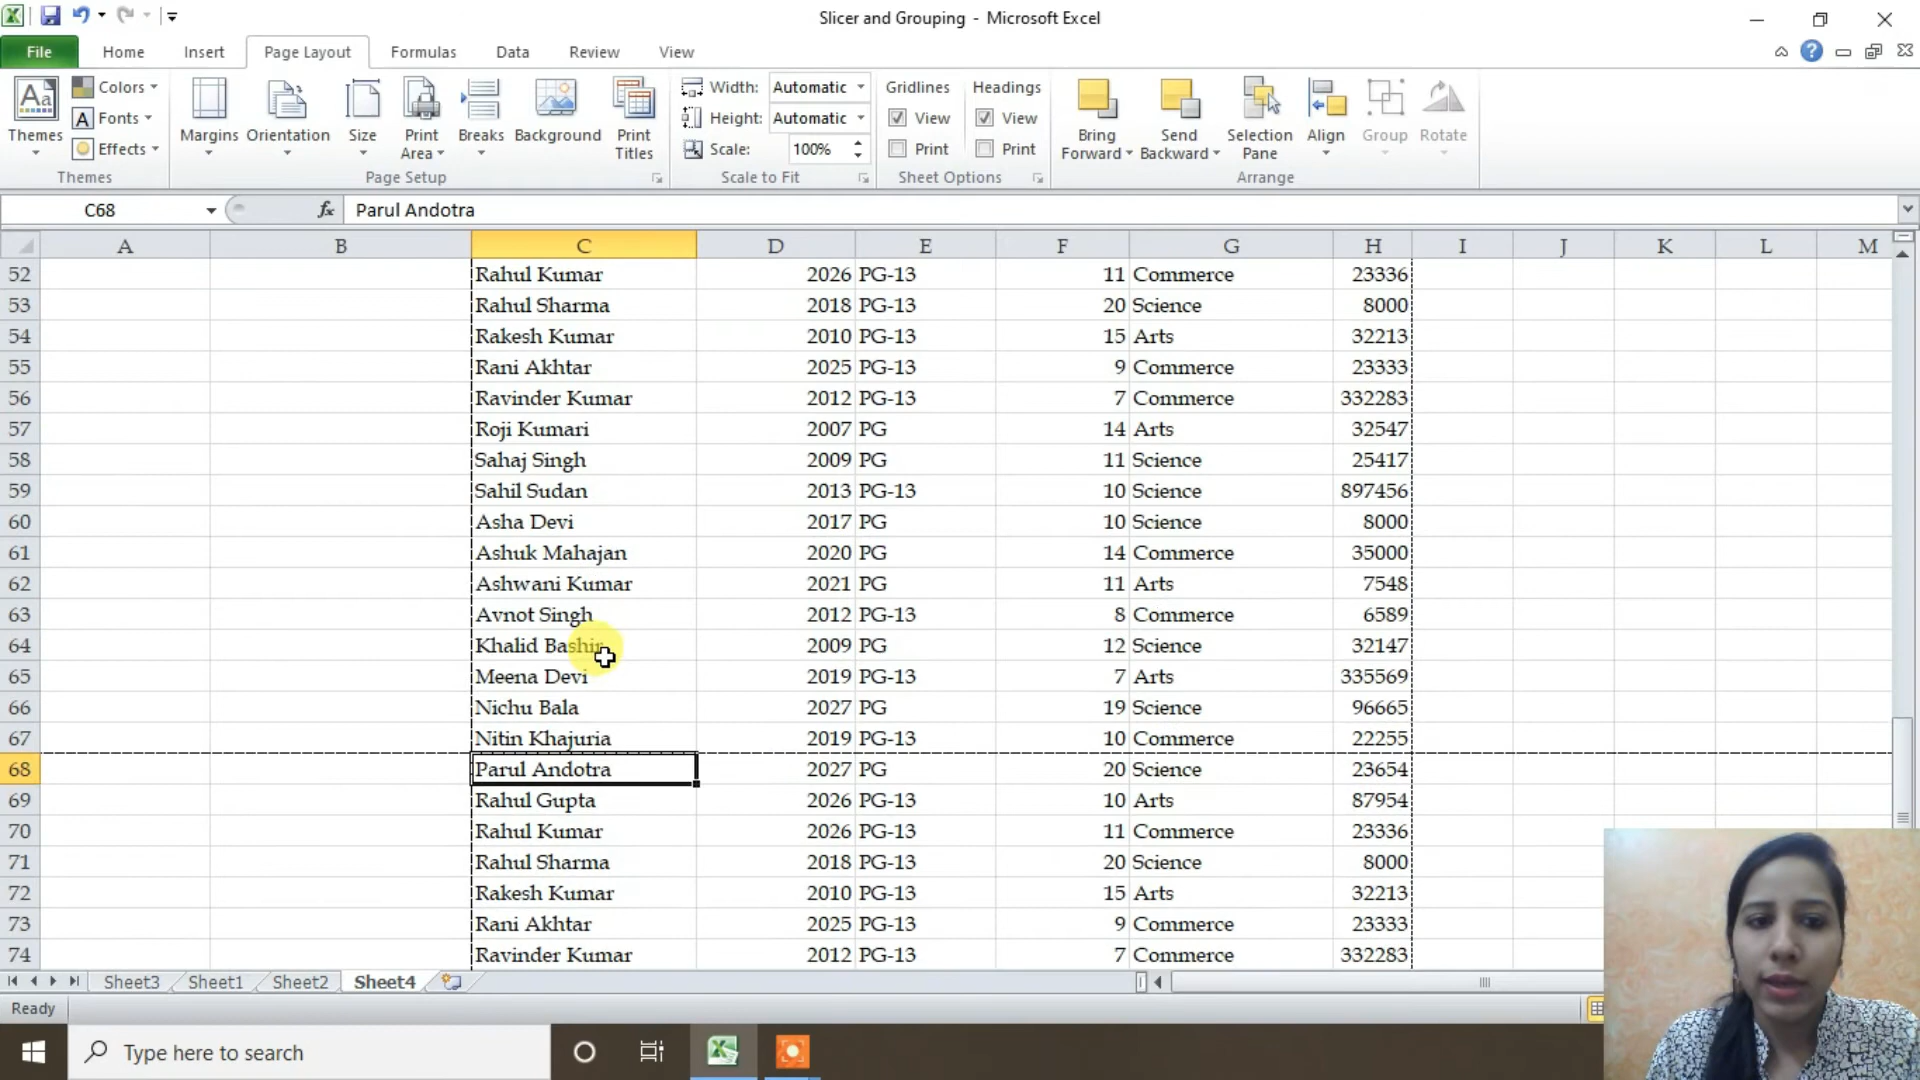 Slicer and Grouping - Microsoft Excel
File Home Insert Page Layout Formulas Data Review View
Themes Colors Fonts Effects Margins Orientation Size Print Area Breaks Background Print Titles Width: Automatic Height: Automatic Scale: 100% Gridlines View Print Headings View Print Bring Forward Send Backward Selection Pane Align Group Rotate
Themes Page Setup Scale to Fit Sheet Options Arrange
C68 fx Parul Andotra
A B C D E F G H I J K L M
52 Rahul Kumar 2026 PG-13 11 Commerce 23336
53 Rahul Sharma 2018 PG-13 20 Science 8000
54 Rakesh Kumar 2010 PG-13 15 Arts 32213
55 Rani Akhtar 2025 PG-13 9 Commerce 23333
56 Ravinder Kumar 2012 PG-13 7 Commerce 332283
57 Roji Kumari 2007 PG 14 Arts 32547
58 Sahaj Singh 2009 PG 11 Science 25417
59 Sahil Sudan 2013 PG-13 10 Science 897456
60 Asha Devi 2017 PG 10 Science 8000
61 Ashuk Mahajan 2020 PG 14 Commerce 35000
62 Ashwani Kumar 2021 PG 11 Arts 7548
63 Avnot Singh 2012 PG-13 8 Commerce 6589
64 Khalid Bashir 2009 PG 12 Science 32147
65 Meena Devi 2019 PG-13 7 Arts 335569
66 Nichu Bala 2027 PG 19 Science 96665
67 Nitin Khajuria 2019 PG-13 10 Commerce 22255
68 Parul Andotra 2027 PG 20 Science 23654
69 Rahul Gupta 2026 PG-13 10 Arts 87954
70 Rahul Kumar 2026 PG-13 11 Commerce 23336
71 Rahul Sharma 2018 PG-13 20 Science 8000
72 Rakesh Kumar 2010 PG-13 15 Arts 32213
73 Rani Akhtar 2025 PG-13 9 Commerce 23333
74 Ravinder Kumar 2012 PG-13 7 Commerce 332283
Sheet3 Sheet1 Sheet2 Sheet4
Ready
Type here to search